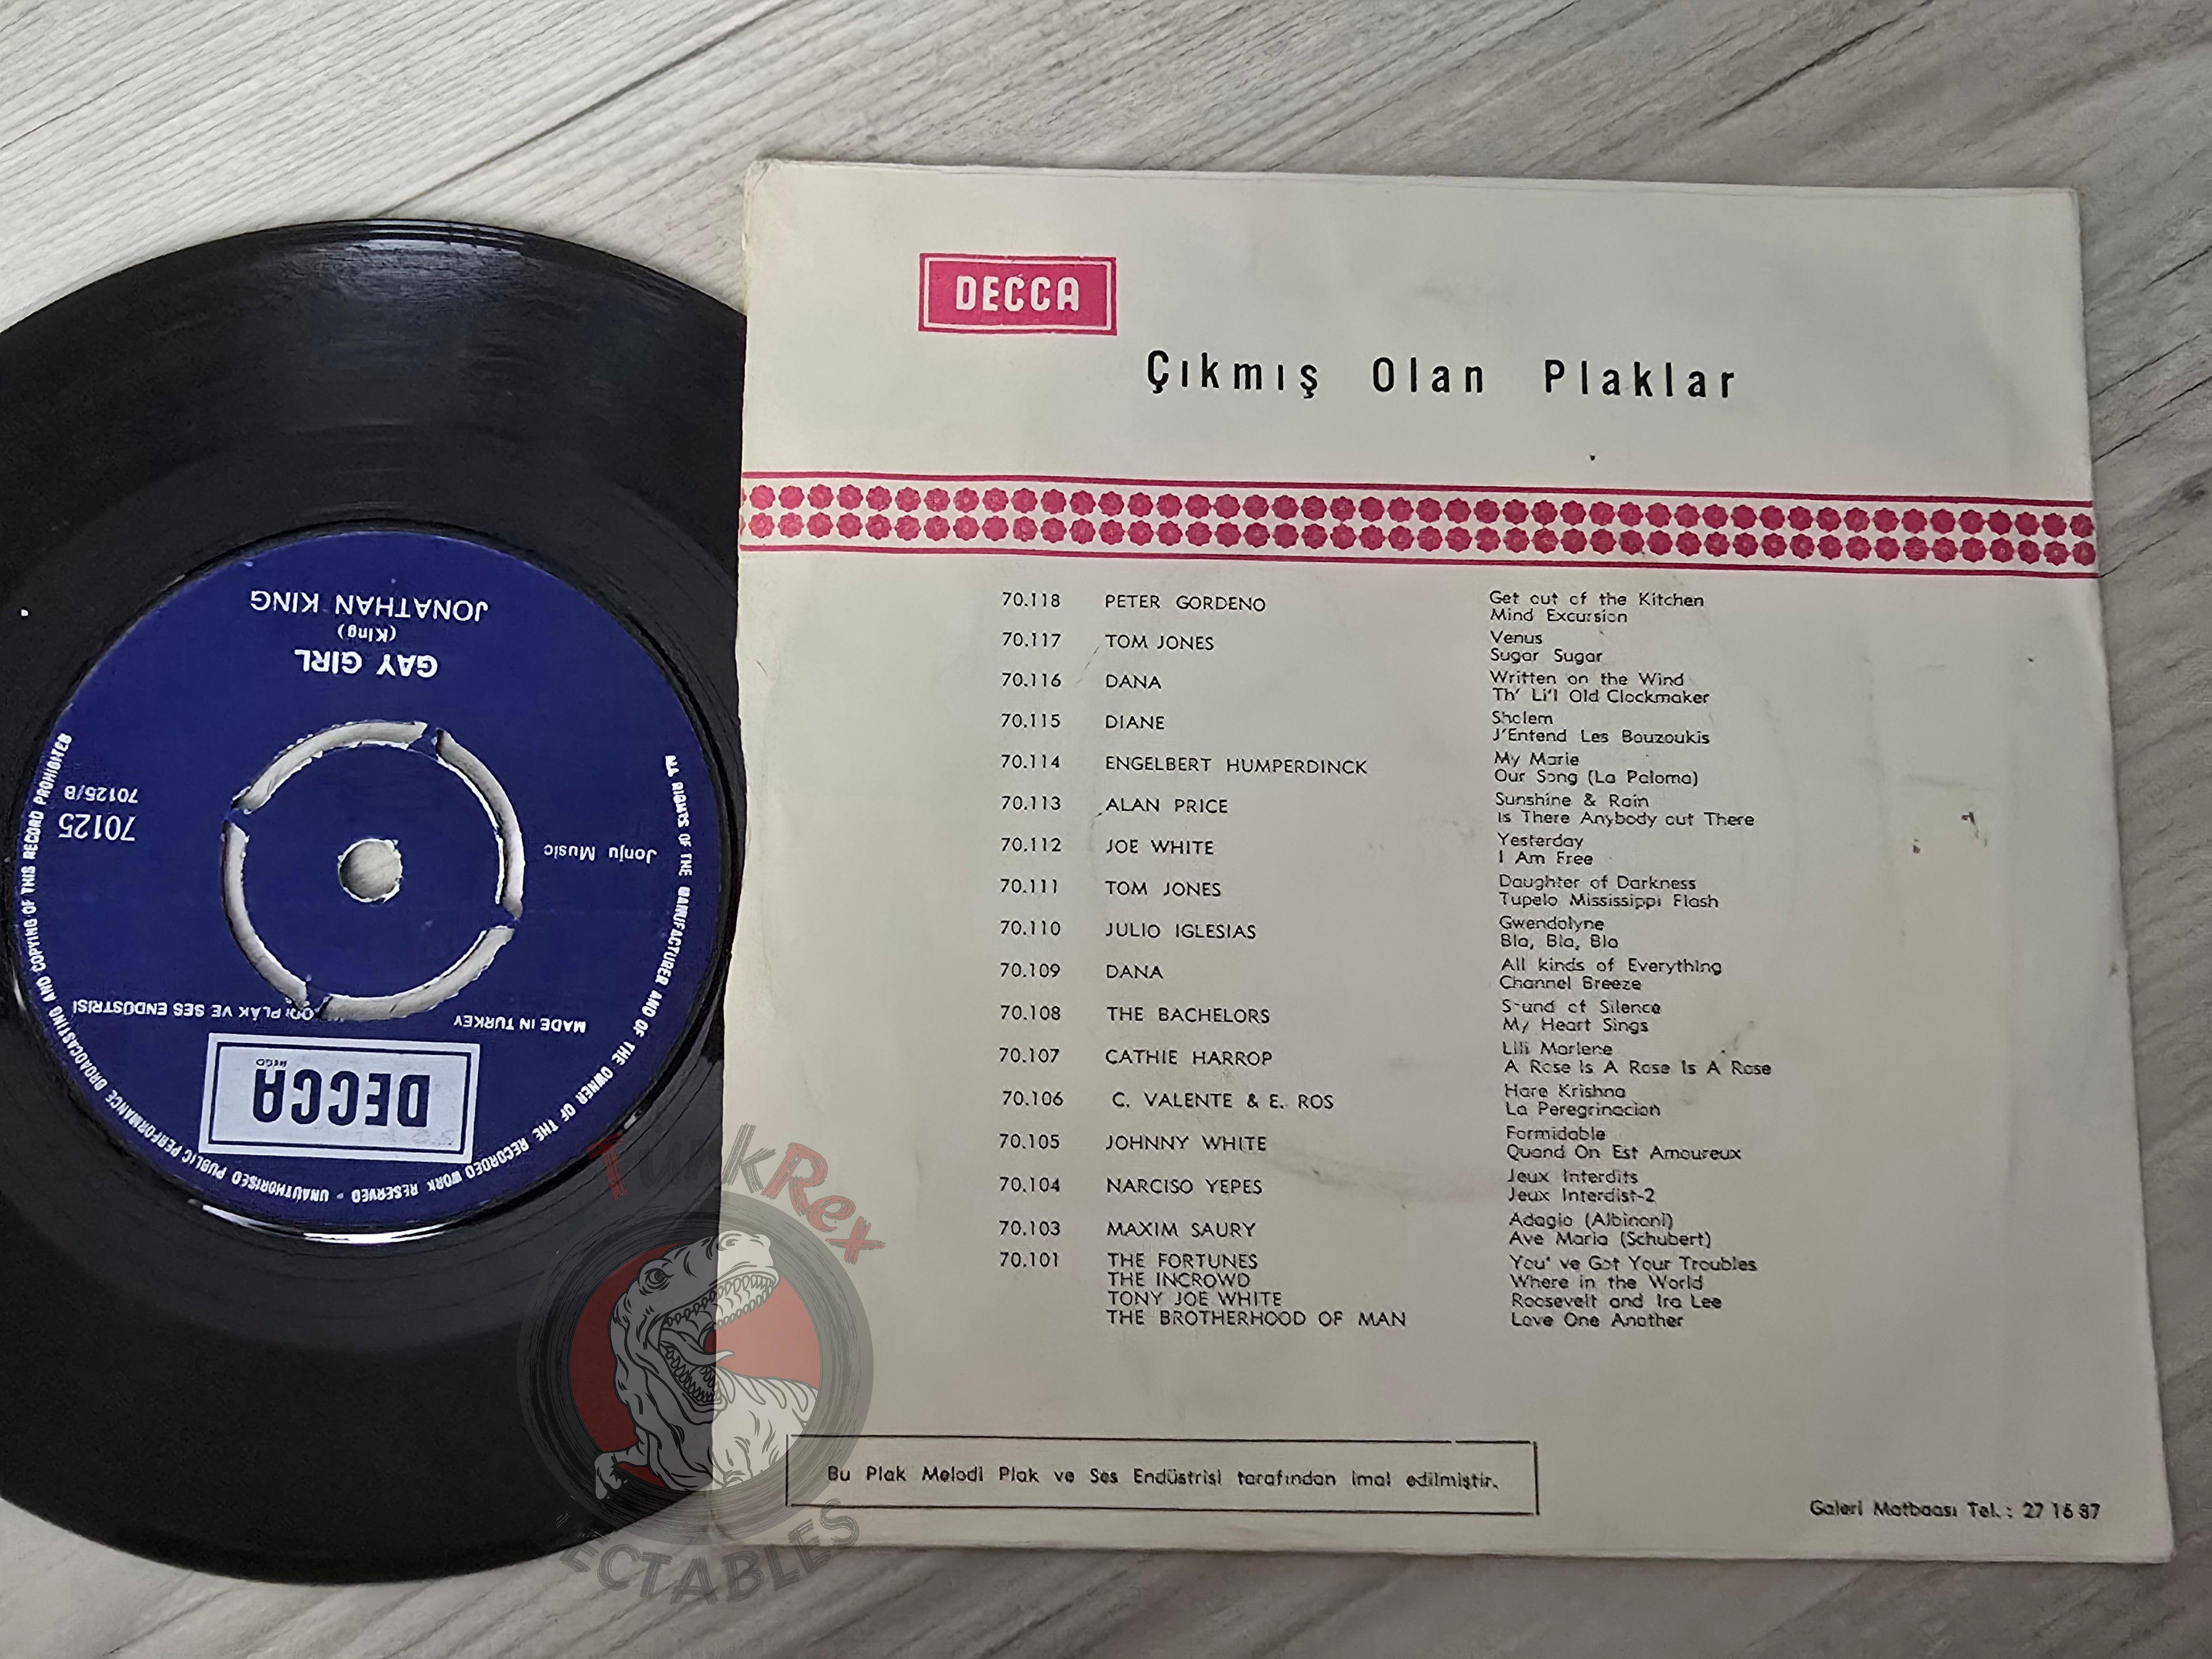 DECCA
Çıkmış Olan Plaklar
70.118 PETER GORDENO Get out of the Kitchen
Mind Excursion
70.117 TOM JONES Venus
Sugar Sugar
70.116 DANA Written on the Wind
Th' Li'l Old Clockmaker
70.115 DIANE Sholem
J'Entend Les Bouzoukis
70.114 ENGELBERT HUMPERDINCK My Marie
Our Song (La Paloma)
70.113 ALAN PRICE Sunshine & Rain
Is There Anybody out There
70.112 JOE WHITE Yesterday
I Am Free
70.111 TOM JONES Daughter of Darkness
Tupelo Mississippi Flash
70.110 JULIO IGLESIAS Gwendolyne
Bla, Bla, Bla
70.109 DANA All kinds of Everything
Channel Breeze
70.108 THE BACHELORS Sound of Silence
My Heart Sings
70.107 CATHIE HARROP Lili Marlene
A Rose Is A Rose Is A Rose
70.106 C. VALENTE & E. ROS Hare Krishna
La Peregrinacion
70.105 JOHNNY WHITE Formidable
Quand On Est Amoureux
70.104 NARCISO YEPES Jeux Interdits
Jeux Interdist-2
70.103 MAXIM SAURY Adagio (Albinoni)
Ave Maria (Schubert)
70.101 THE FORTUNES You' ve Got Your Troubles
THE INCROWD Where in the World
TONY JOE WHITE Roosevelt and Ira Lee
THE BROTHERHOOD OF MAN Love One Another
Bu Plak Melodi Plak ve Ses Endüstrisi tarafından imal edilmiştir.
Galeri Matbaası Tel. : 27 16 87
ALL RIGHTS OF THE MANUFACTURER AND OF THE OWNER OF THE RECORDED WORK RESERVED - UNAUTHORISED PUBLIC PERFORMANCE BROADCASTING AND COPYING OF THIS RECORD PROHIBITED
DECCA
REGD
MADE IN TURKEY
PLÂK VE SES ENDÜSTRİSİ
Jonju Music
70125
70125/B
GAY GIRL
(King)
JONATHAN KING
TurkRex